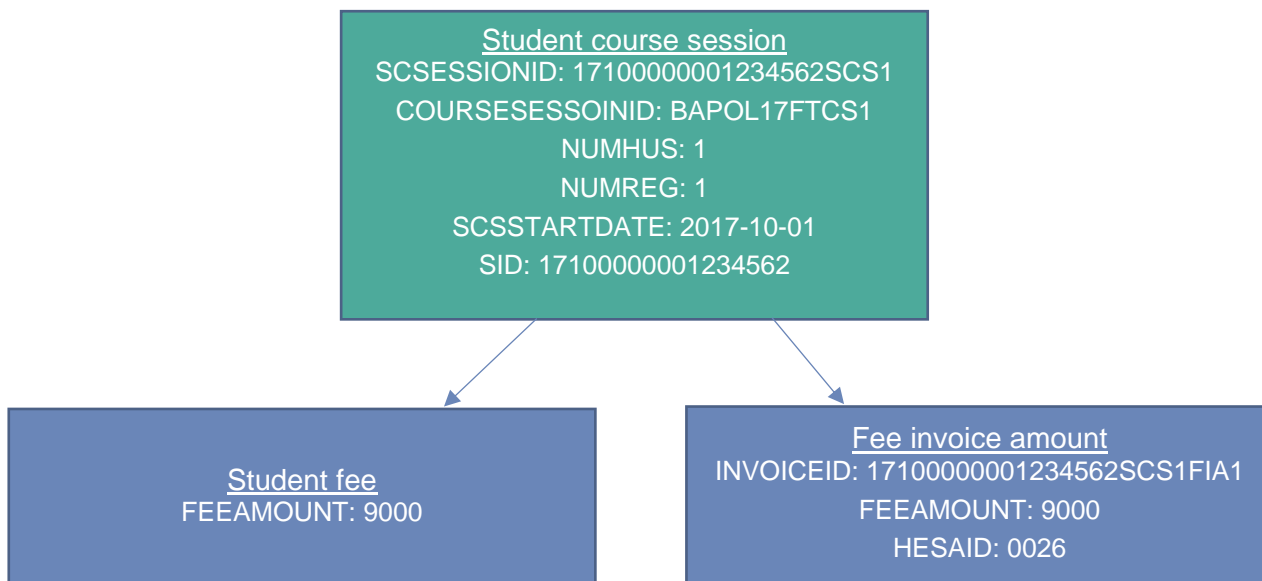 Student course session
SCSESSIONID: 17100000001234562SCS1
COURSESESSOINID: BAPOL17FTCS1
NUMHUS: 1
NUMREG: 1
SCSSTARTDATE: 2017-10-01
SID: 17100000001234562
Student fee
FEEAMOUNT: 9000
Fee invoice amount
INVOICEID: 17100000001234562SCS1FIA1
FEEAMOUNT: 9000
HESAID: 0026